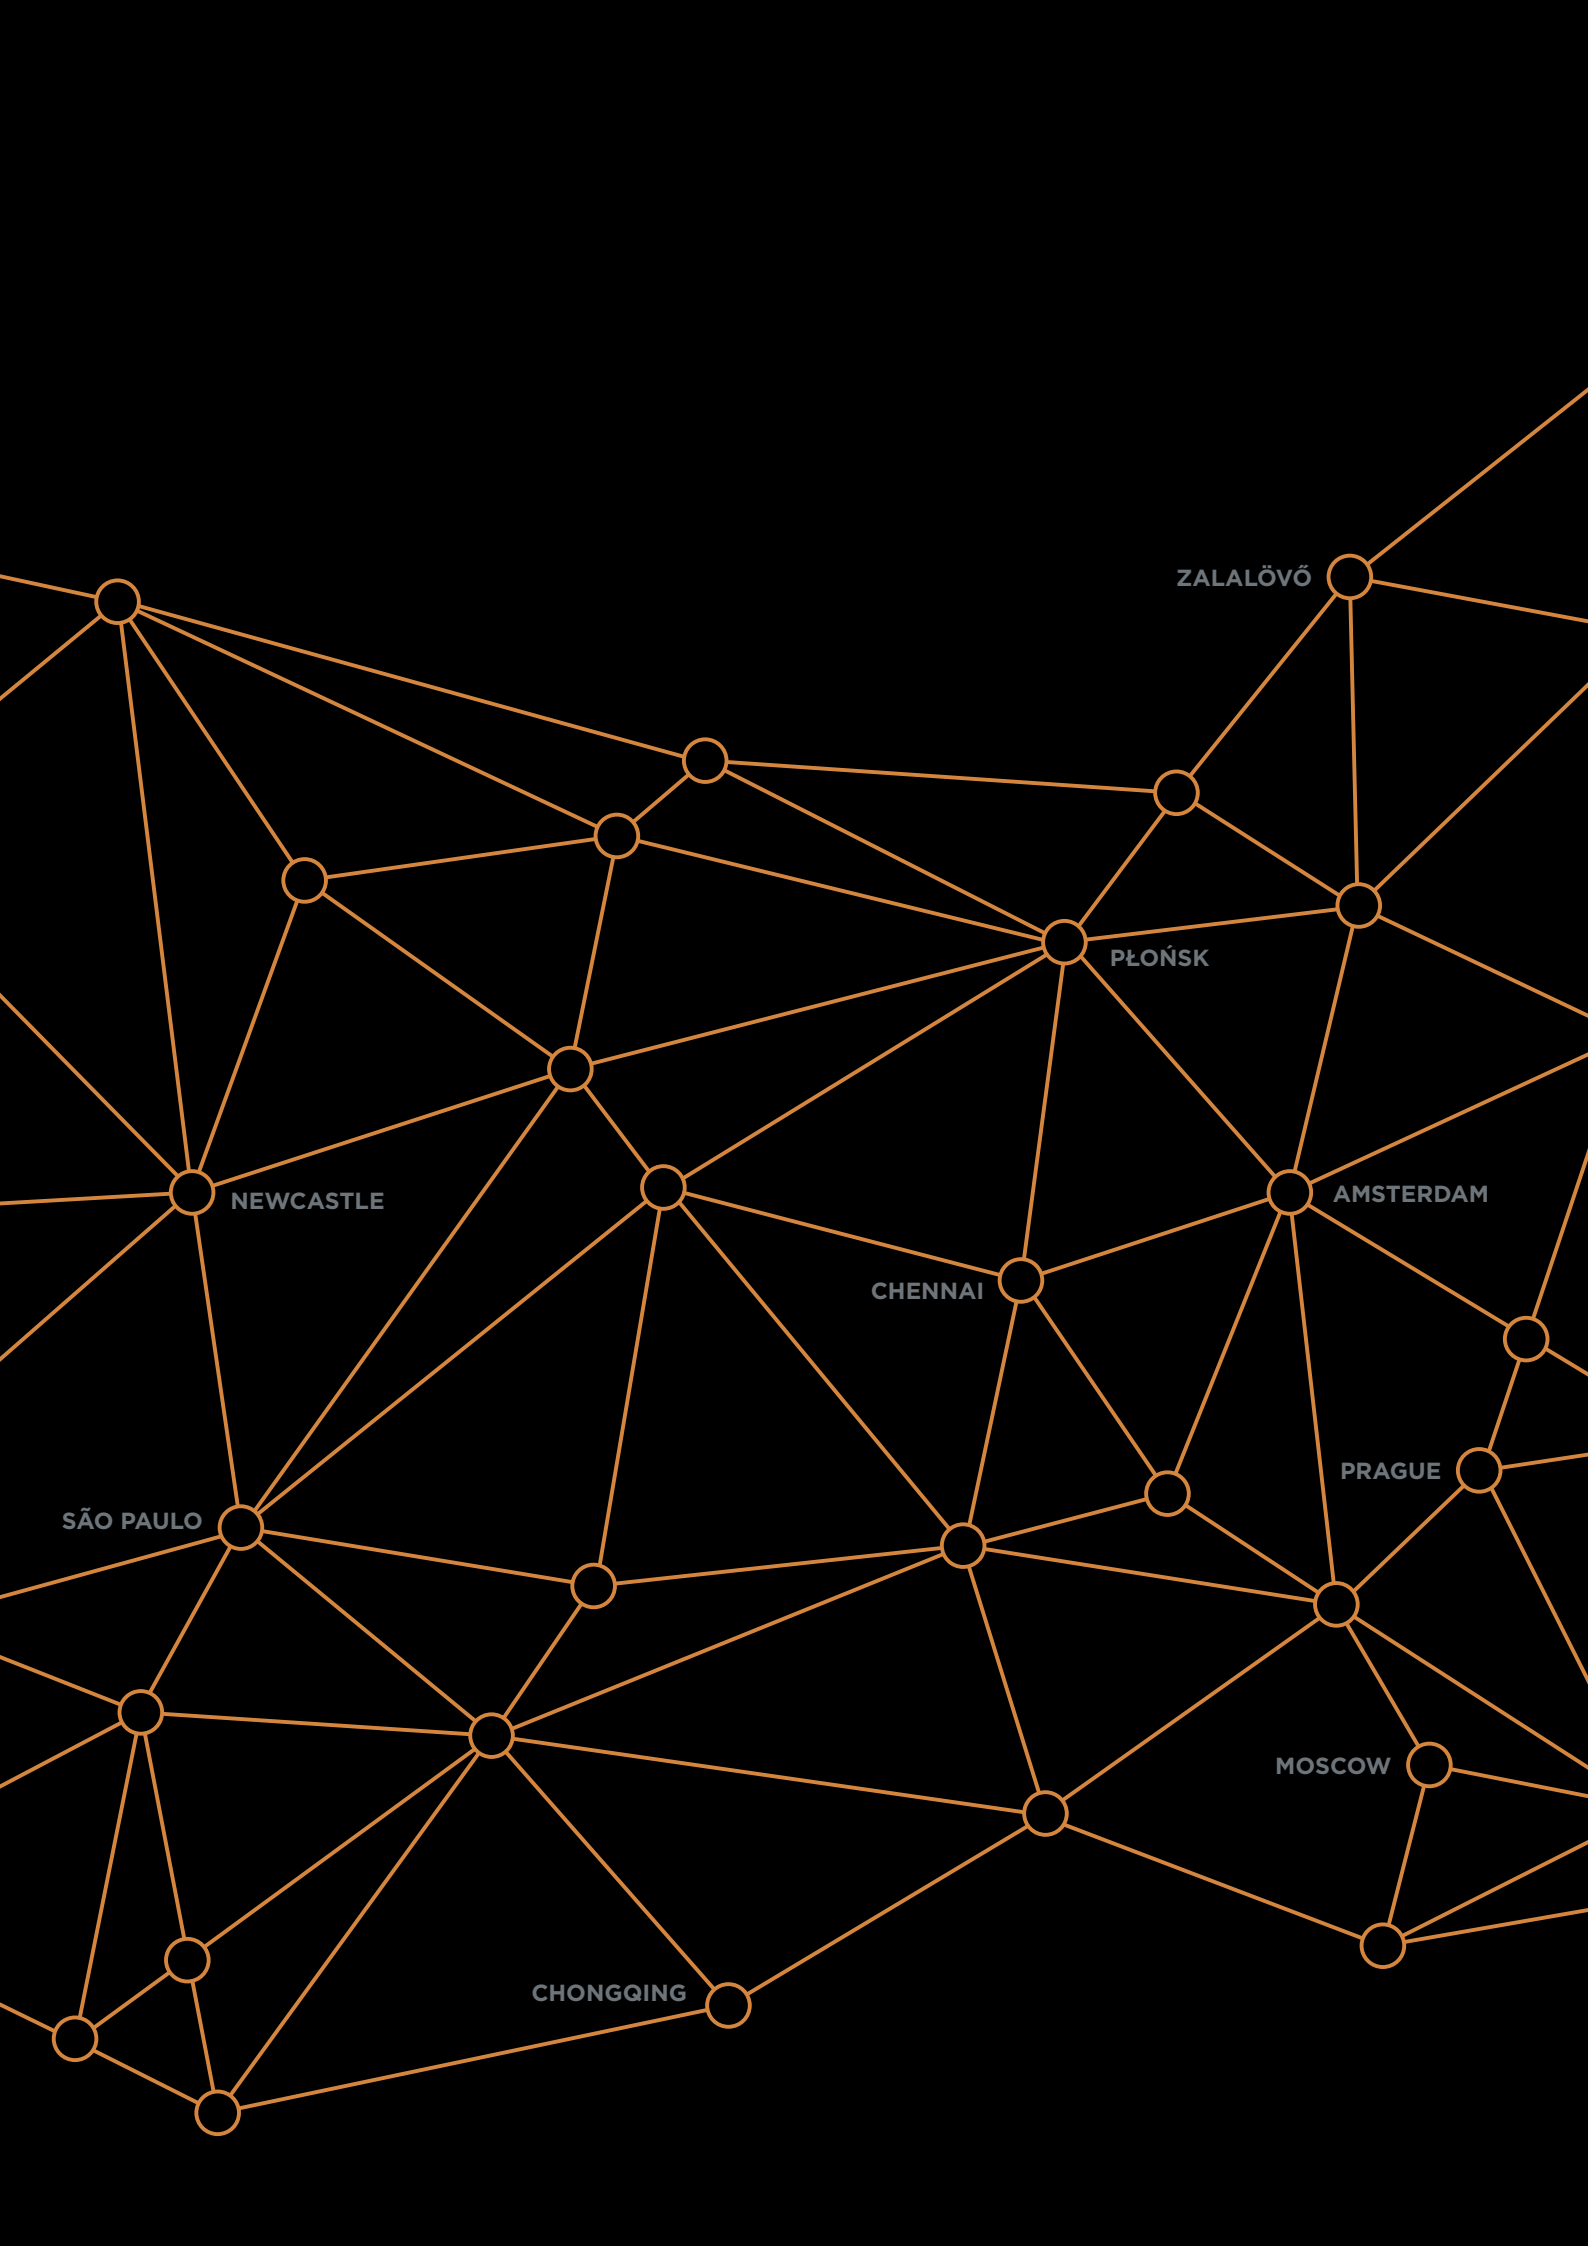 ZALALÖVŐ
PŁOŃSK
NEWCASTLE
AMSTERDAM
CHENNAI
PRAGUE
SÃO PAULO
MOSCOW
CHONGQING